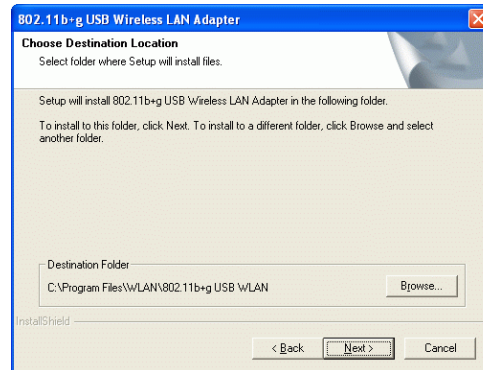 802.11b+g USB Wireless LAN Adapter
Choose Destination Location
Select folder where Setup will install files.
Setup will install 802.11b+g USB Wireless LAN Adapter in the following folder.
To install to this folder, click Next. To install to a different folder, click Browse and select
another folder.
Destination Folder
C:\Program Files\WLAN\802.11b+g USB WLAN
Browse...
InstallShield
< Back
Next >
Cancel